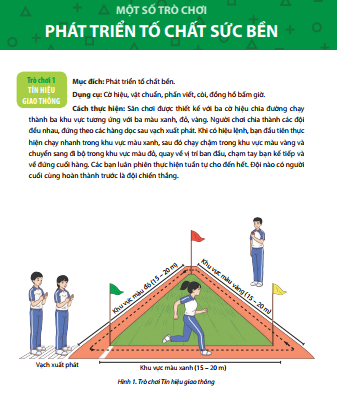 MỘT SỐ TRÒ CHƠI
PHÁT TRIỂN TỐ CHẤT SỨC BỀN
Trò chơi 1
TÍN HIỆU
GIAO THÔNG
Mục đích: Phát triển tố chất bền.
Dụng cụ: Cờ hiệu, vật chuẩn, phấn viết, còi, đồng hồ bấm giờ.
Cách thực hiện: Sân chơi được thiết kế với ba cờ hiệu chia đường chạy
thành ba khu vực tương ứng với ba màu xanh, đỏ, vàng. Người chơi chia thành các đội
đều nhau, đứng theo các hàng dọc sau vạch xuất phát. Khi có hiệu lệnh, bạn đầu tiên thực
hiện chạy nhanh trong khu vực màu xanh, sau đó chạy chậm trong khu vực màu vàng và
chuyển sang đi bộ trong khu vực màu đỏ, quay về vị trí ban đầu, chạm tay bạn kế tiếp và
về đứng cuối hàng. Các bạn luân phiên thực hiện tuần tự cho đến hết. Đội nào có người
cuối cùng hoàn thành trước là đội chiến thắng.
Khu vực màu đỏ (15 – 20 m)
Khu vực màu vàng (15 – 20 m)
Vạch xuất phát
Khu vực màu xanh (15 – 20 m)
Hình 1. Trò chơi Tín hiệu giao thông